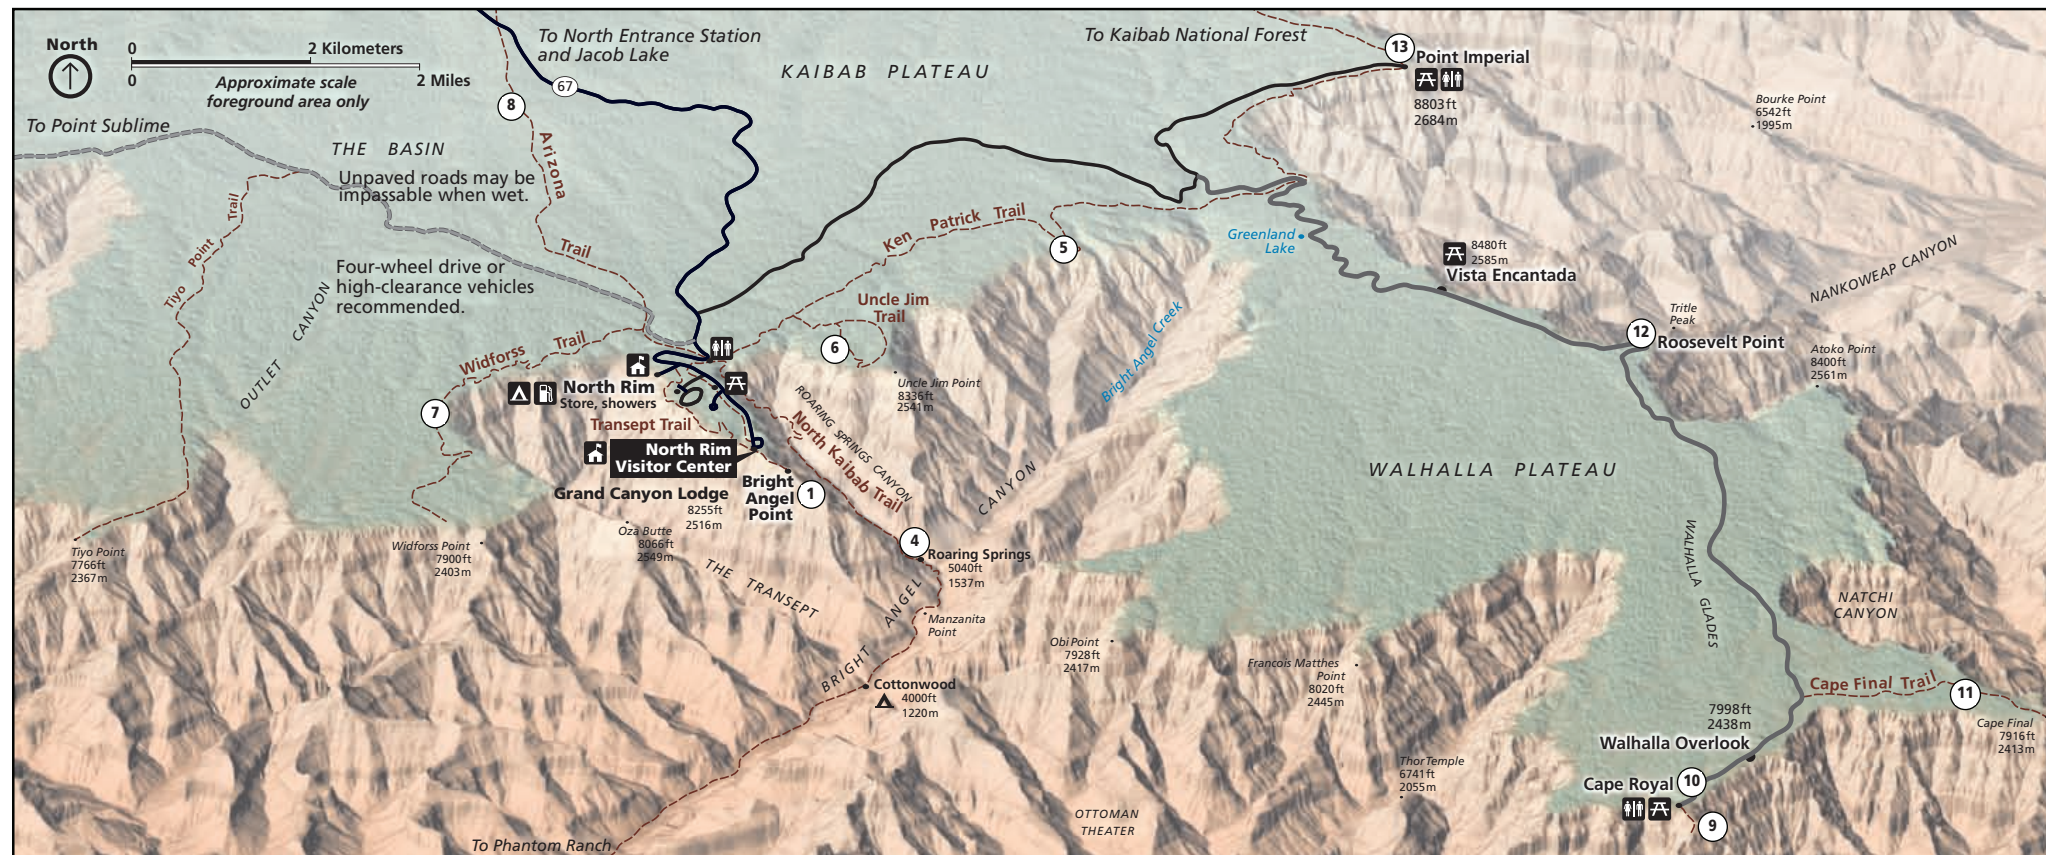 North
0
2 Kilometers
0
2 Miles
Approximate scale
foreground area only
To North Entrance Station
and Jacob Lake
67
8
KAIBAB PLATEAU
To Kaibab National Forest
13
Point Imperial
8803ft
2684m
Bourke Point
6542ft
1995m
To Point Sublime
THE BASIN
Unpaved roads may be
impassable when wet.
Arizona
Trail
Tiyo Point Trail
OUTLET CANYON
Four-wheel drive or
high-clearance vehicles
recommended.
Ken Patrick Trail
5
Greenland
Lake
8480ft
2585m
Vista Encantada
NANKOWEAP CANYON
Uncle Jim
Trail
6
Bright Angel Creek
Tritle
Peak
12
Roosevelt Point
Atoko Point
8400ft
2561m
Widforss Trail
7
North Rim
Store, showers
Transept Trail
Uncle Jim Point
8336ft
2541m
ROARING SPRINGS CANYON
North Kaibab Trail
North Rim
Visitor Center
Grand Canyon Lodge
8255ft
2516m
Bright
Angel
Point
1
WALHALLA PLATEAU
Tiyo Point
7766ft
2367m
Widforss Point
7900ft
2403m
Oza Butte
8066ft
2549m
THE TRANSEPT
4
Roaring Springs
5040ft
1537m
BRIGHT ANGEL CANYON
Manzanita
Point
WALHALLA GLADES
NATCHI
CANYON
Obi Point
7928ft
2417m
Francois Matthes
Point
8020ft
2445m
Cottonwood
4000ft
1220m
Cape Final Trail
11
Cape Final
7916ft
2413m
7998ft
2438m
Walhalla Overlook
Thor Temple
6741ft
2055m
Cape Royal
10
9
OTTOMAN
THEATER
To Phantom Ranch